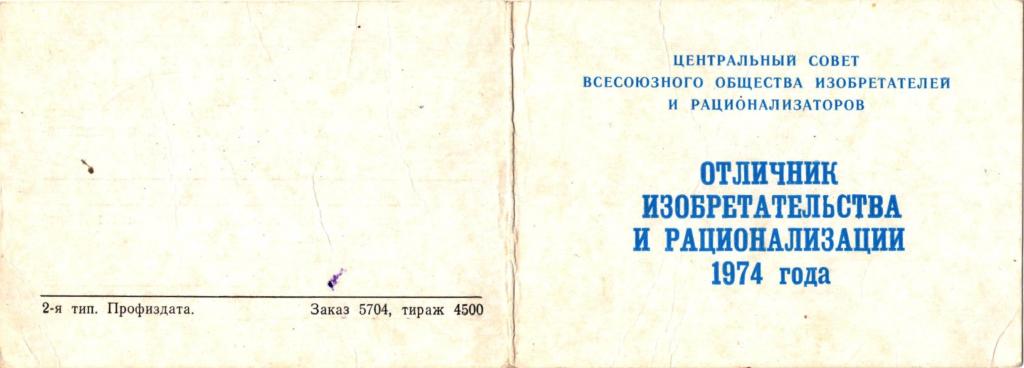 ЦЕНТРАЛЬНЫЙ СОВЕТ
ВСЕСОЮЗНОГО ОБЩЕСТВА ИЗОБРЕТАТЕЛЕЙ
И РАЦИОНАЛИЗАТОРОВ
ОТЛИЧНИК
ИЗОБРЕТАТЕЛЬСТВА
И РАЦИОНАЛИЗАЦИИ
1974 года
2-я тип. Профиздата. Заказ 5704, тираж 4500